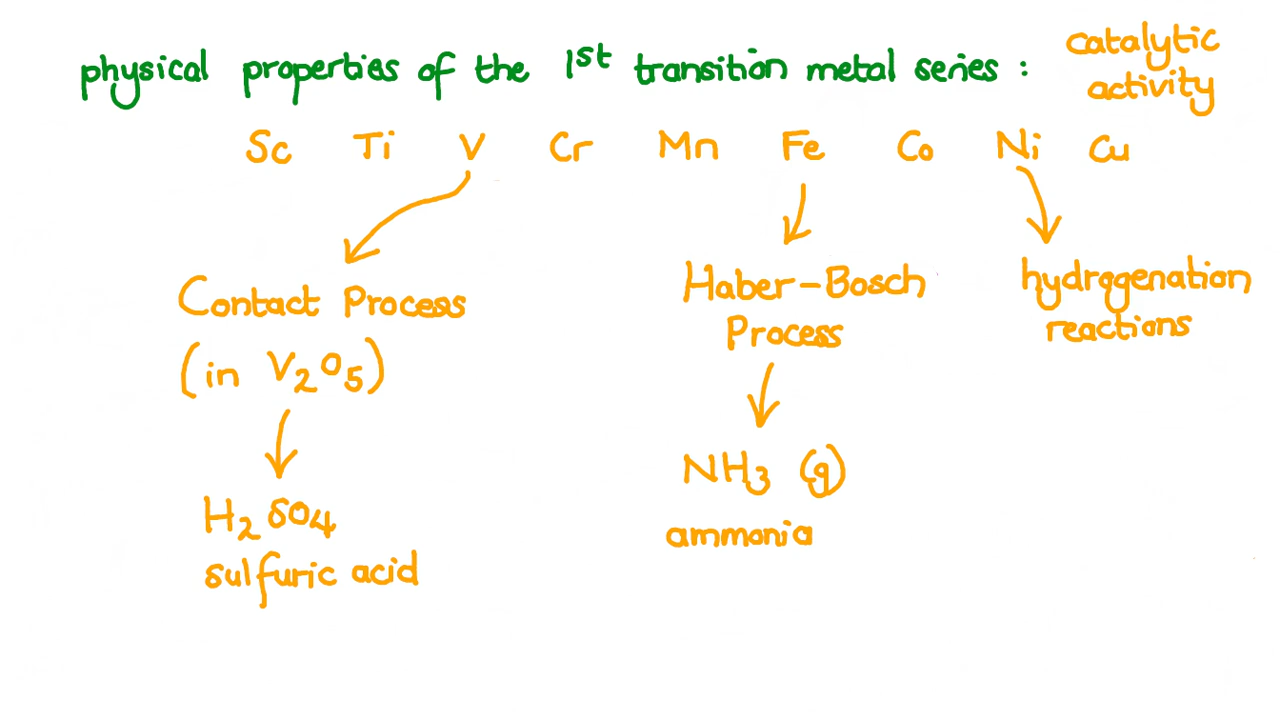 physical properties of the 1st transition metal series : catalytic activity
Sc Ti V Cr Mn Fe Co Ni Cu
Contact Process
(in V2O5)
H2SO4
sulfuric acid
Haber-Bosch
Process
NH3 (g)
ammonia
hydrogenation
reactions